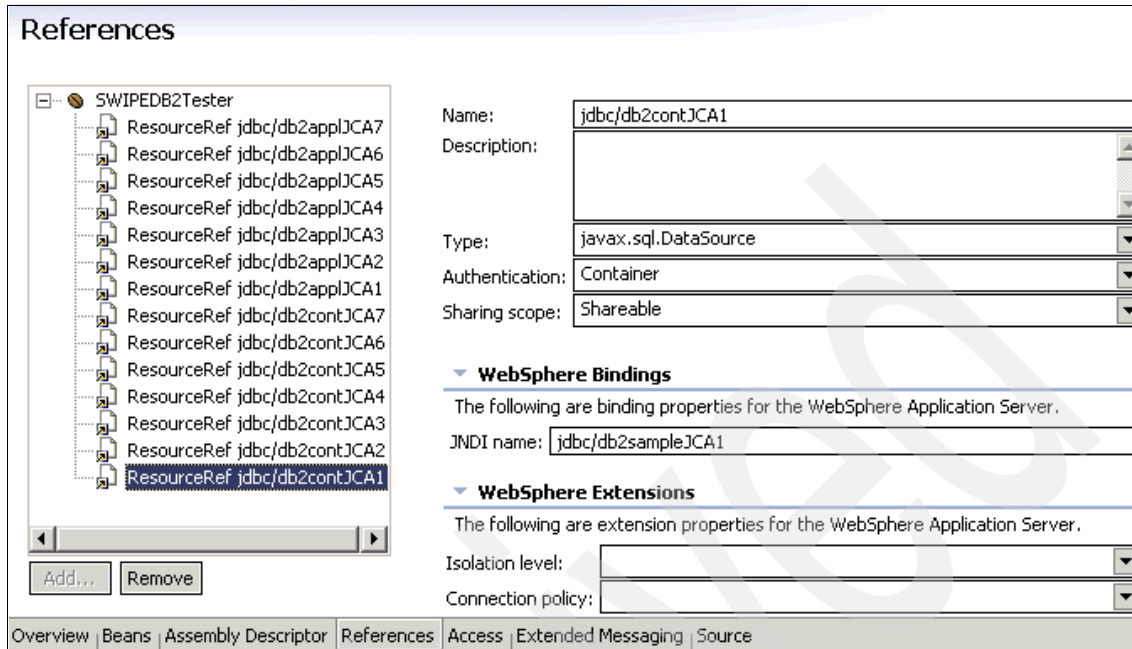 References
SWIPEDB2Tester
ResourceRef jdbc/db2applJCA7
ResourceRef jdbc/db2applJCA6
ResourceRef jdbc/db2applJCA5
ResourceRef jdbc/db2applJCA4
ResourceRef jdbc/db2applJCA3
ResourceRef jdbc/db2applJCA2
ResourceRef jdbc/db2applJCA1
ResourceRef jdbc/db2contJCA7
ResourceRef jdbc/db2contJCA6
ResourceRef jdbc/db2contJCA5
ResourceRef jdbc/db2contJCA4
ResourceRef jdbc/db2contJCA3
ResourceRef jdbc/db2contJCA2
ResourceRef jdbc/db2contJCA1
Add... Remove
Name: jdbc/db2contJCA1
Description:
Type: javax.sql.DataSource
Authentication: Container
Sharing scope: Shareable
WebSphere Bindings
The following are binding properties for the WebSphere Application Server.
JNDI name: jdbc/db2sampleJCA1
WebSphere Extensions
The following are extension properties for the WebSphere Application Server.
Isolation level:
Connection policy:
Overview Beans Assembly Descriptor References Access Extended Messaging Source